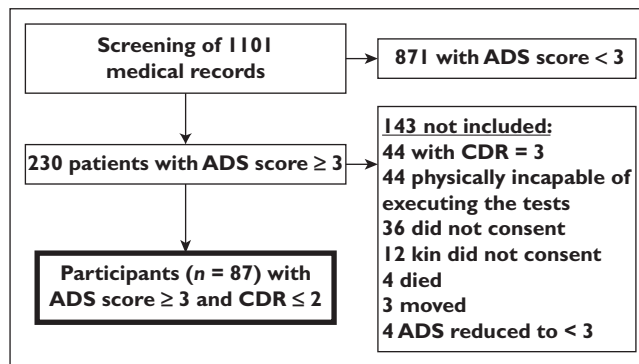 Screening of 1101
medical records
871 with ADS score < 3
230 patients with ADS score ≥ 3
143 not included:
44 with CDR = 3
44 physically incapable of
executing the tests
36 did not consent
12 kin did not consent
4 died
3 moved
4 ADS reduced to < 3
Participants (n = 87) with
ADS score ≥ 3 and CDR ≤ 2